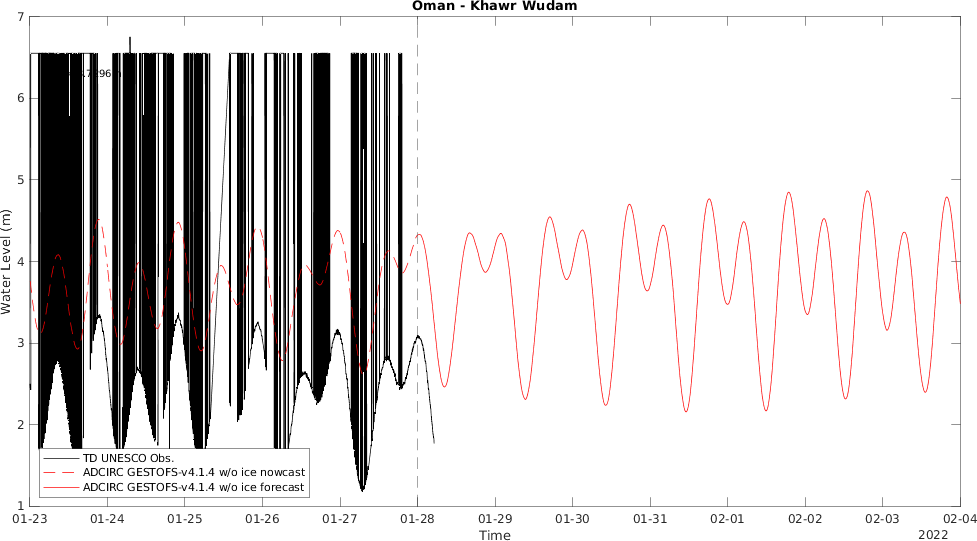 Oman - Khawr Wudam
7
6
5
4
3
2
1
Water Level (m)
TD UNESCO Obs.
ADCIRC GESTOFS-v4.1.4 w/o ice nowcast
ADCIRC GESTOFS-v4.1.4 w/o ice forecast
01-23 01-24 01-25 01-26 01-27 01-28 01-29 01-30 01-31 02-01 02-02 02-03 02-04
Time
2022